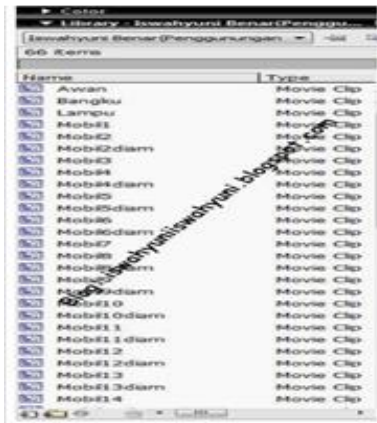 Color
Library - Iswahyuni Benar(Penggu...
Iswahyuni Benar(Penggunungan...
66 items
Name Type
Awan Movie Clip
Bangku Movie Clip
Lampu Movie Clip
Mobil1 Movie Clip
Mobil2 Movie Clip
Mobil2diam Movie Clip
Mobil3 Movie Clip
Mobil4 Movie Clip
Mobil4diam Movie Clip
Mobil5 Movie Clip
Mobil5diam Movie Clip
Mobil6 Movie Clip
Mobil6diam Movie Clip
Mobil7 Movie Clip
Mobil8 Movie Clip
Movie Clip
Movie Clip
Movie Clip
Mobil10 Movie Clip
Mobil10diam Movie Clip
Mobil11 Movie Clip
Mobil11diam Movie Clip
Mobil12 Movie Clip
Mobil12diam Movie Clip
Mobil13 Movie Clip
Mobil13diam Movie Clip
Mobil14 Movie Clip